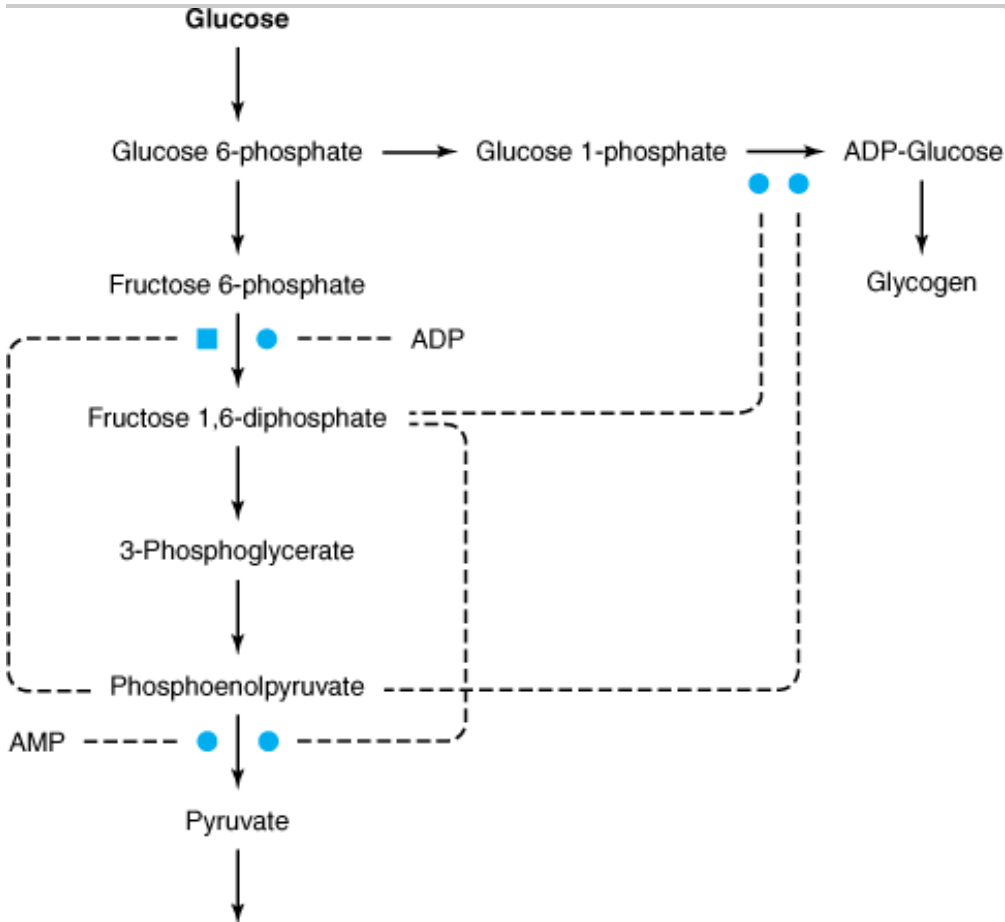 Glucose
Glucose 6-phosphate
Glucose 1-phosphate
ADP-Glucose
Fructose 6-phosphate
Glycogen
ADP
Fructose 1,6-diphosphate
3-Phosphoglycerate
Phosphoenolpyruvate
AMP
Pyruvate